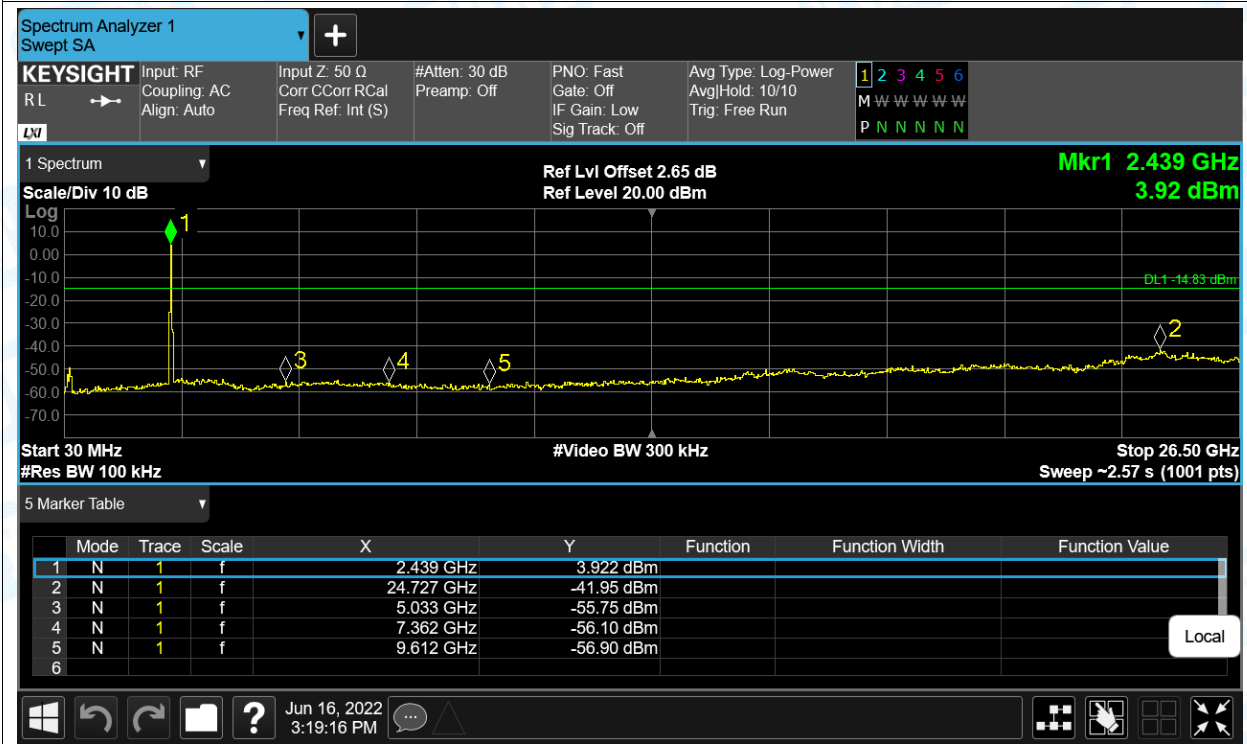 Spectrum Analyzer 1
Swept SA
KEYSIGHT
R L
LXI
Input: RF
Coupling: AC
Align: Auto
Input Z: 50 Ω
Corr CCorr RCal
Freq Ref: Int (S)
#Atten: 30 dB
Preamp: Off
PNO: Fast
Gate: Off
IF Gain: Low
Sig Track: Off
Avg Type: Log-Power
Avg|Hold: 10/10
Trig: Free Run
1 2 3 4 5 6
M W W W W W
P N N N N N
1 Spectrum
Scale/Div 10 dB
Ref Lvl Offset 2.65 dB
Ref Level 20.00 dBm
Mkr1 2.439 GHz
3.92 dBm
Log
10.0
0.00
-10.0
-20.0
-30.0
-40.0
-50.0
-60.0
-70.0
1
DL1 -14.83 dBm
2
3
4
5
Start 30 MHz
#Res BW 100 kHz
#Video BW 300 kHz
Stop 26.50 GHz
Sweep ~2.57 s (1001 pts)
5 Marker Table
Mode Trace Scale X Y Function Function Width Function Value
1 N 1 f 2.439 GHz 3.922 dBm
2 N 1 f 24.727 GHz -41.95 dBm
3 N 1 f 5.033 GHz -55.75 dBm
4 N 1 f 7.362 GHz -56.10 dBm
5 N 1 f 9.612 GHz -56.90 dBm
6
Local
?
Jun 16, 2022
3:19:16 PM